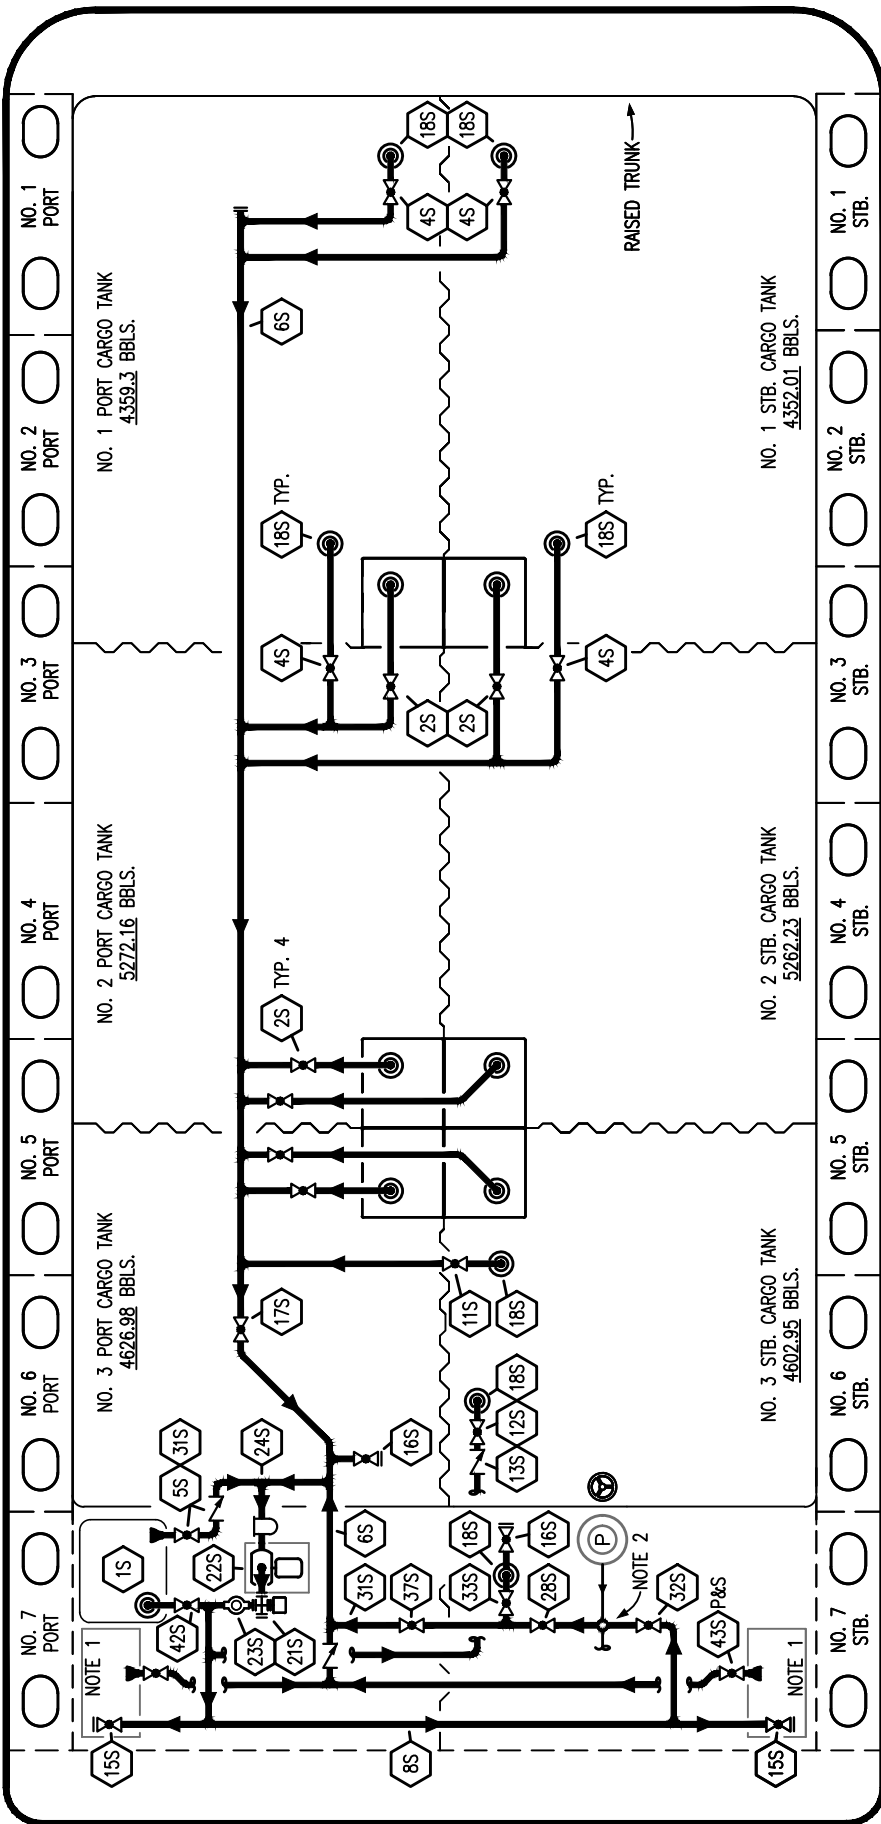 NO. 1
PORT
NO. 2
PORT
NO. 3
PORT
NO. 4
PORT
NO. 5
PORT
NO. 6
PORT
NO. 7
PORT
NO. 1 PORT CARGO TANK
4359.3 BBLS.
NO. 2 PORT CARGO TANK
5272.16 BBLS.
NO. 3 PORT CARGO TANK
4626.98 BBLS.
18S
18S
4S
4S
6S
RAISED TRUNK
18S TYP.
18S TYP.
4S
4S
2S
2S
2S TYP. 4
17S
11S
18S
31S
5S
24S
16S
18S
12S
13S
1S
22S
6S
18S
16S
P
NOTE 2
42S
23S
21S
31S
37S
33S
28S
32S
43S P&S
NOTE 1
NOTE 1
15S
8S
15S
NO. 1 STB. CARGO TANK
4352.01 BBLS.
NO. 2 STB. CARGO TANK
5262.23 BBLS.
NO. 3 STB. CARGO TANK
4602.95 BBLS.
NO. 1
STB.
NO. 2
STB.
NO. 3
STB.
NO. 4
STB.
NO. 5
STB.
NO. 6
STB.
NO. 7
STB.